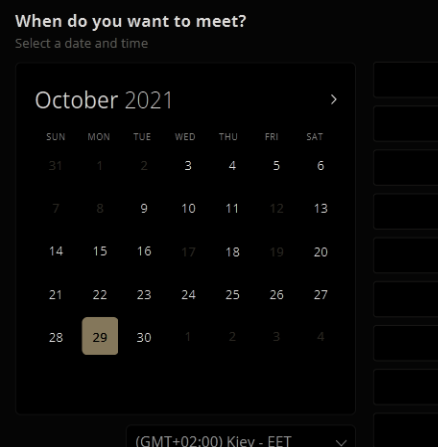 When do you want to meet?
Select a date and time
October 2021 >
SUN MON TUE WED THU FRI SAT
31 1 2 3 4 5 6
7 8 9 10 11 12 13
14 15 16 17 18 19 20
21 22 23 24 25 26 27
28 29 30 1 2 3 4
(GMT+02:00) Kiev - EET